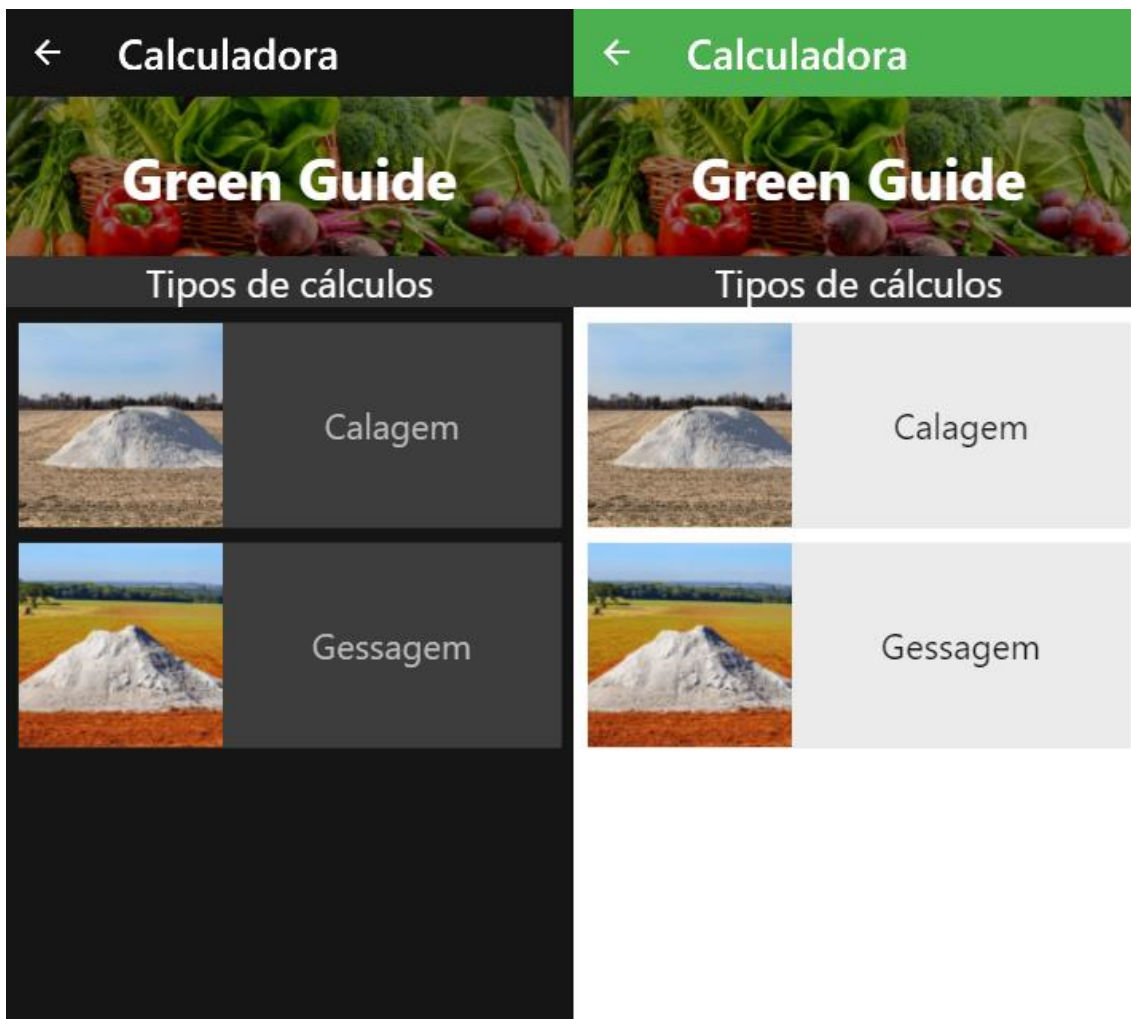 Calculadora
Green Guide
Tipos de cálculos
Calagem
Gessagem
Calculadora
Green Guide
Tipos de cálculos
Calagem
Gessagem